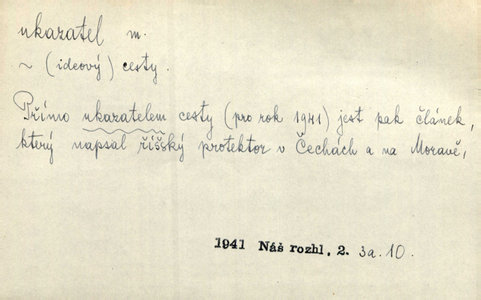 ukazatel m.
~ (ideový) cesty.
Přímo ukazatelem cesty (pro rok 1941) jest pak článek,
který napsal říšský protektor v Čechách a na Moravě,
1941 Náš rozhl, 2. 3a.10.